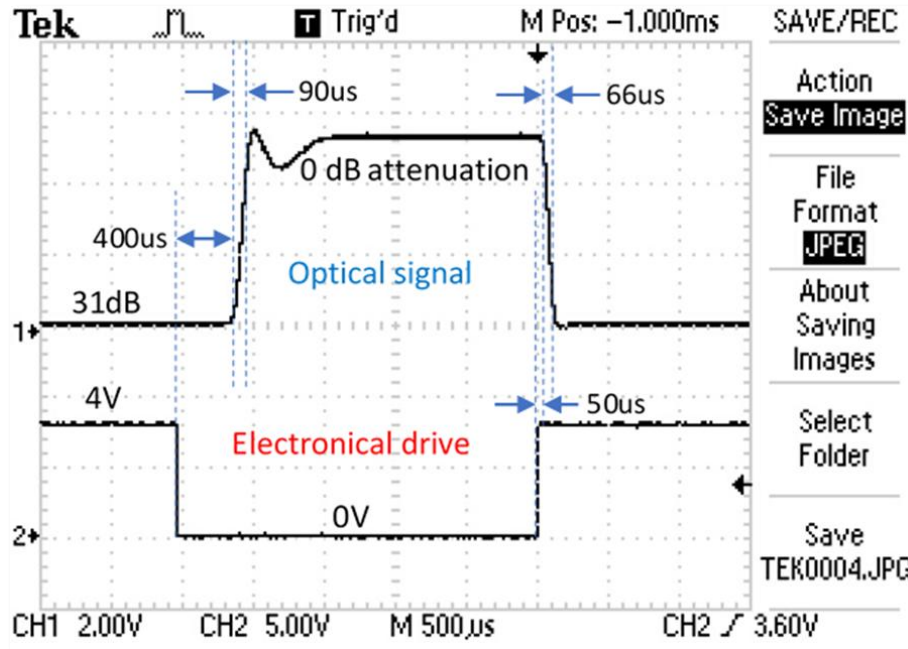 Tek
T Trig'd
M Pos: -1.000ms
SAVE/REC
90us
66us
Action
Save Image
0 dB attenuation
File
Format
JPEG
400us
Optical signal
31dB
1
About
Saving
Images
4V
50us
Electronical drive
Select
Folder
0V
2
Save
TEK0004.JPG
CH1 2.00V
CH2 5.00V
M 500µs
CH2 / 3.60V